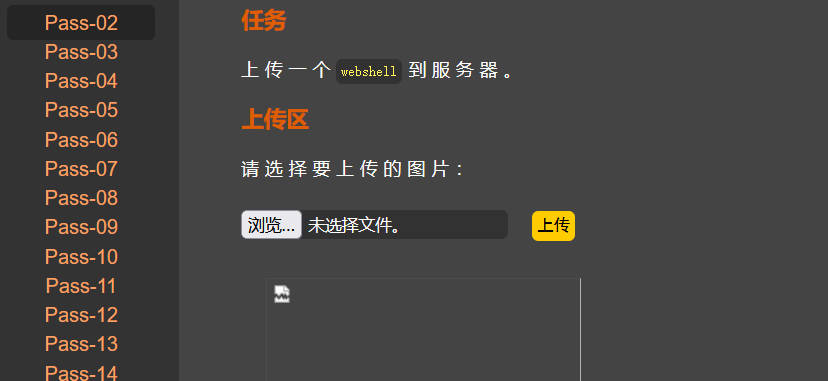 Pass-02
Pass-03
Pass-04
Pass-05
Pass-06
Pass-07
Pass-08
Pass-09
Pass-10
Pass-11
Pass-12
Pass-13
Pass-14
任务
上传一个 webshell 到服务器。
上传区
请选择要上传的图片：
浏览... 未选择文件。 上传